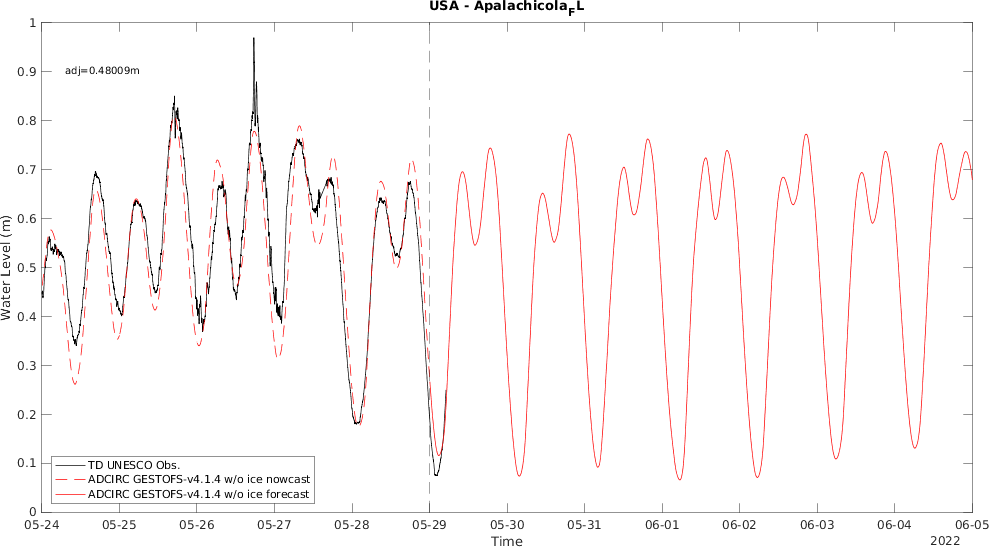 USA - Apalachicola_FL
adj=0.48009m
Water Level (m)
1
0.9
0.8
0.7
0.6
0.5
0.4
0.3
0.2
0.1
0
TD UNESCO Obs.
ADCIRC GESTOFS-v4.1.4 w/o ice nowcast
ADCIRC GESTOFS-v4.1.4 w/o ice forecast
05-24 05-25 05-26 05-27 05-28 05-29 05-30 05-31 06-01 06-02 06-03 06-04 06-05
Time
2022